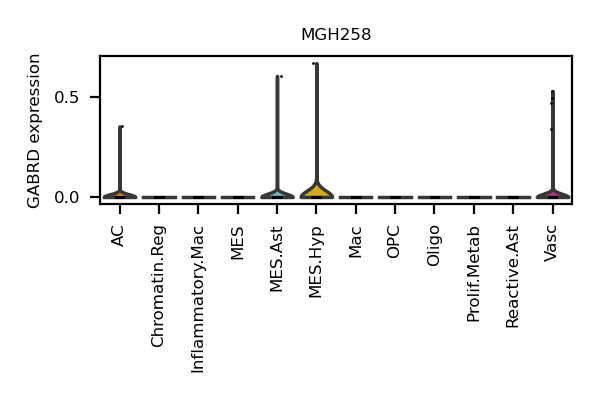 MGH258
GABRD expression
0.5
0.0
AC
Chromatin.Reg
Inflammatory.Mac
MES
MES.Ast
MES.Hyp
Mac
OPC
Oligo
Prolif.Metab
Reactive.Ast
Vasc